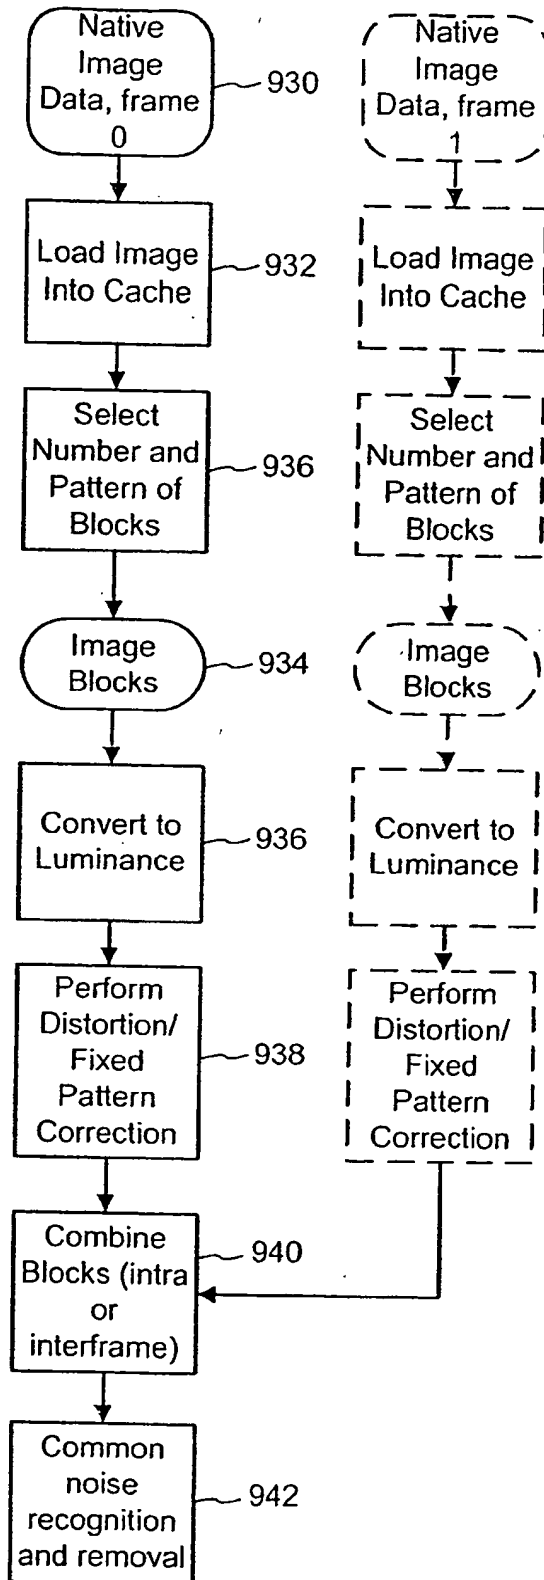 Native
Image
Data, frame
0
930
Load Image
Into Cache
932
Select
Number and
Pattern of
Blocks
936
Image
Blocks
934
Convert to
Luminance
936
Perform
Distortion/
Fixed
Pattern
Correction
938
Combine
Blocks (intra
or
interframe)
940
Common
noise
recognition
and removal
942
Native
Image
Data, frame
1
Load Image
Into Cache
Select
Number and
Pattern of
Blocks
Image
Blocks
Convert to
Luminance
Perform
Distortion/
Fixed
Pattern
Correction